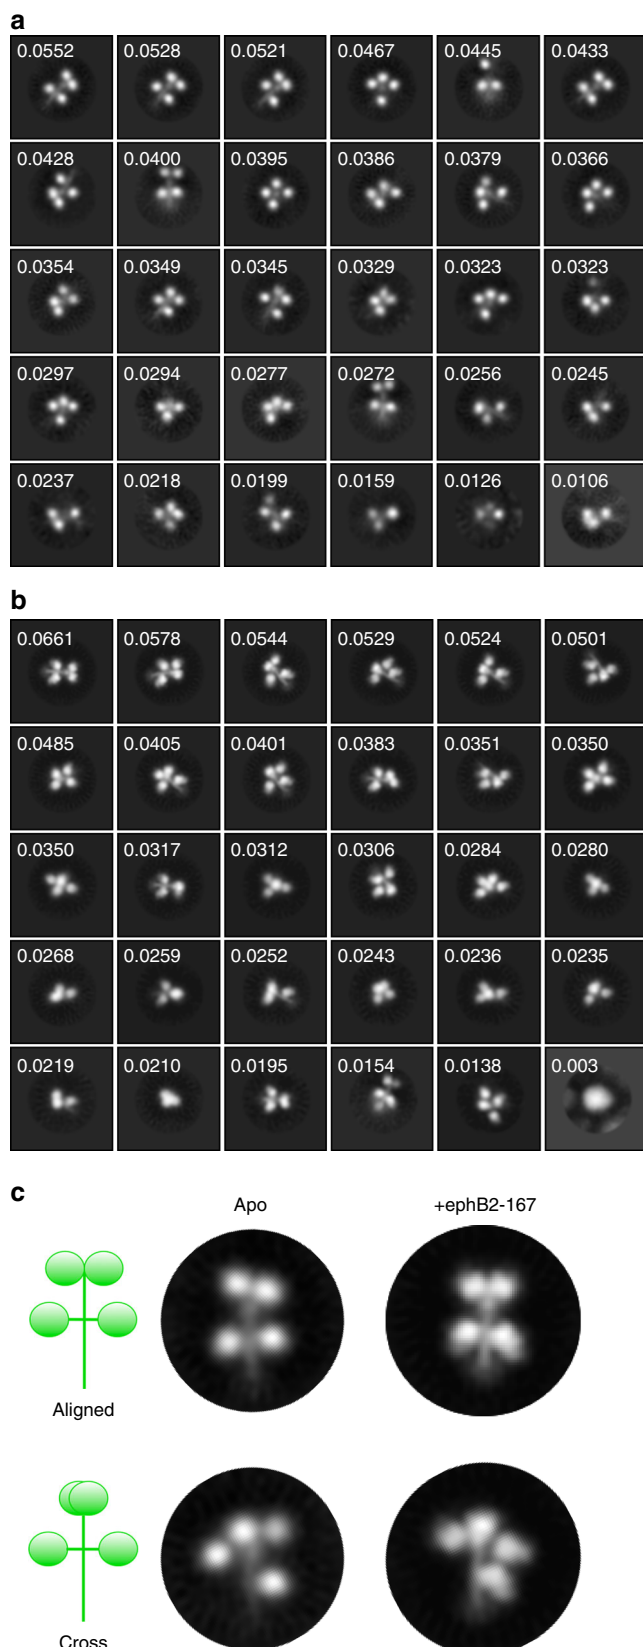 a
0.0552 0.0528 0.0521 0.0467 0.0445 0.0433
0.0428 0.0400 0.0395 0.0386 0.0379 0.0366
0.0354 0.0349 0.0345 0.0329 0.0323 0.0323
0.0297 0.0294 0.0277 0.0272 0.0256 0.0245
0.0237 0.0218 0.0199 0.0159 0.0126 0.0106
b
0.0661 0.0578 0.0544 0.0529 0.0524 0.0501
0.0485 0.0405 0.0401 0.0383 0.0351 0.0350
0.0350 0.0317 0.0312 0.0306 0.0284 0.0280
0.0268 0.0259 0.0252 0.0243 0.0236 0.0235
0.0219 0.0210 0.0195 0.0154 0.0138 0.003
c
Apo +ephB2-167
Aligned
Cross